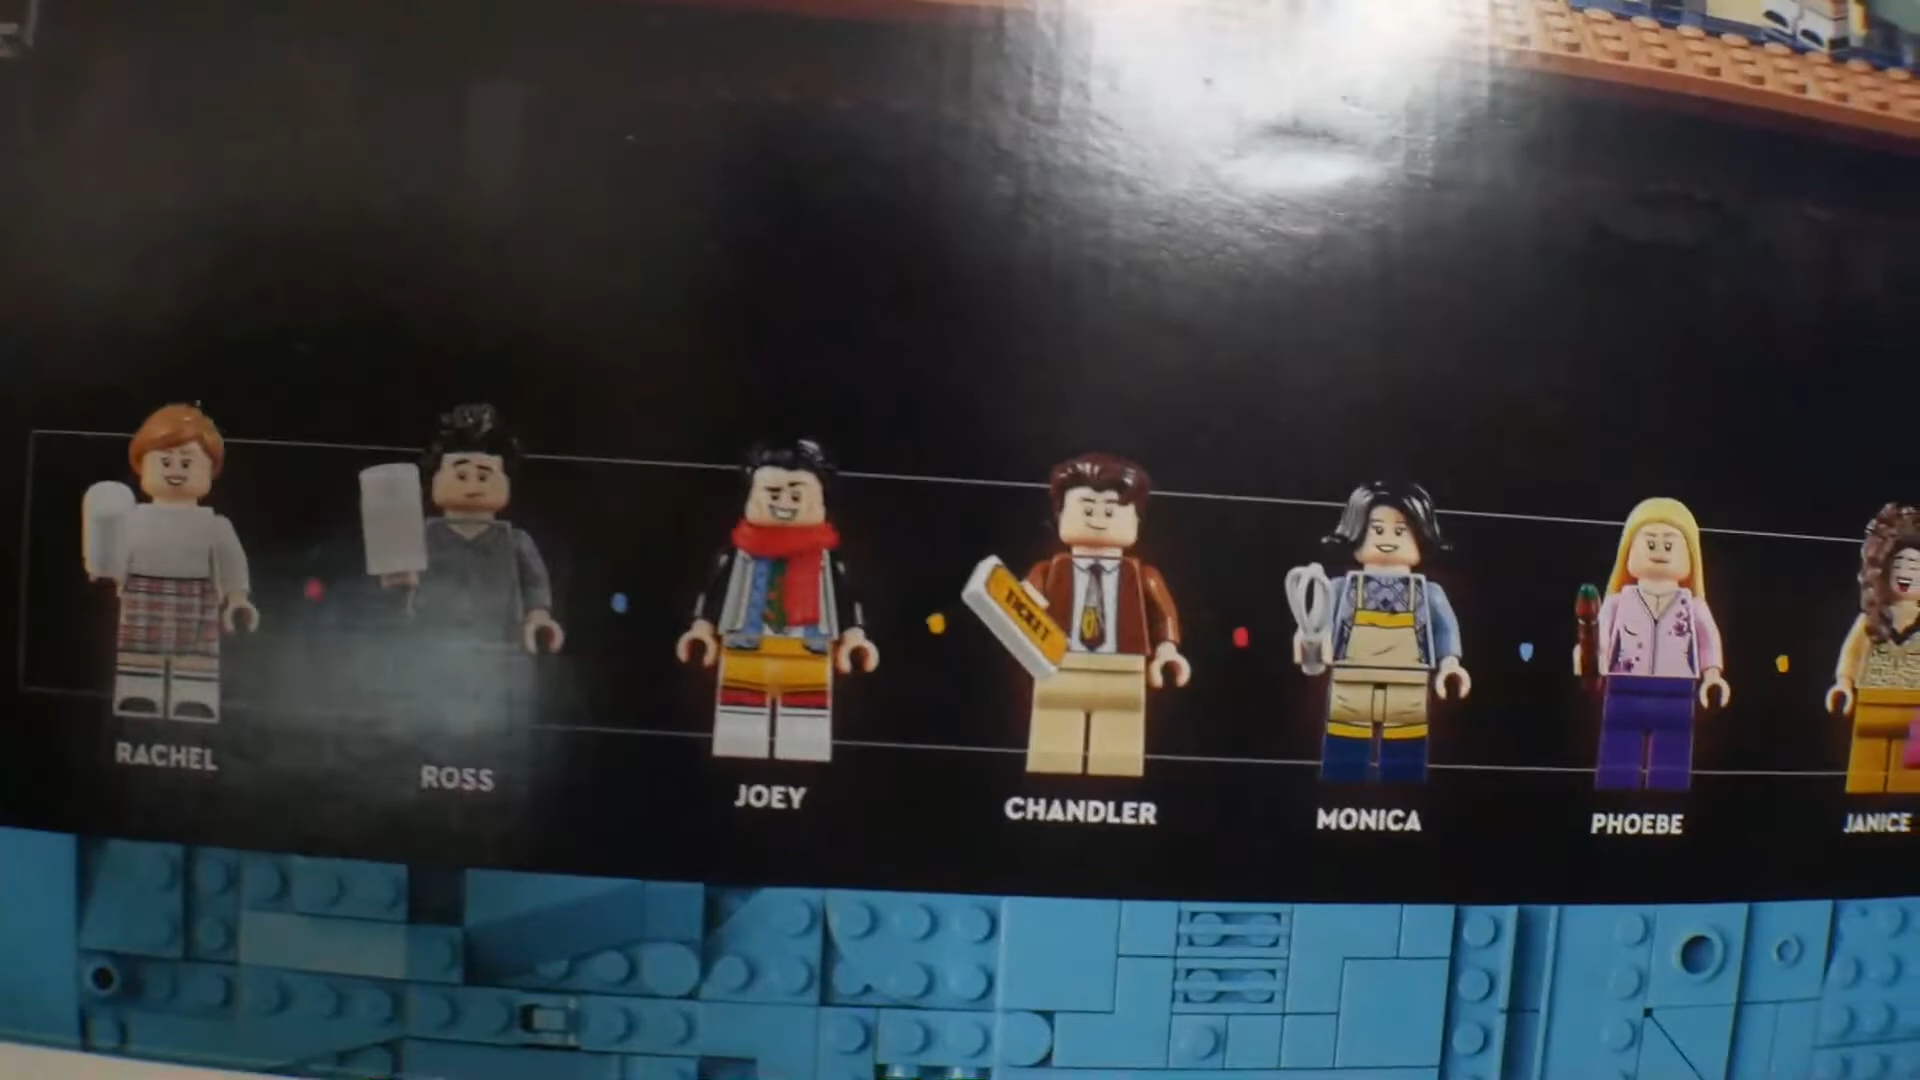 TICKET
RACHEL
ROSS
JOEY
CHANDLER
MONICA
PHOEBE
JANICE